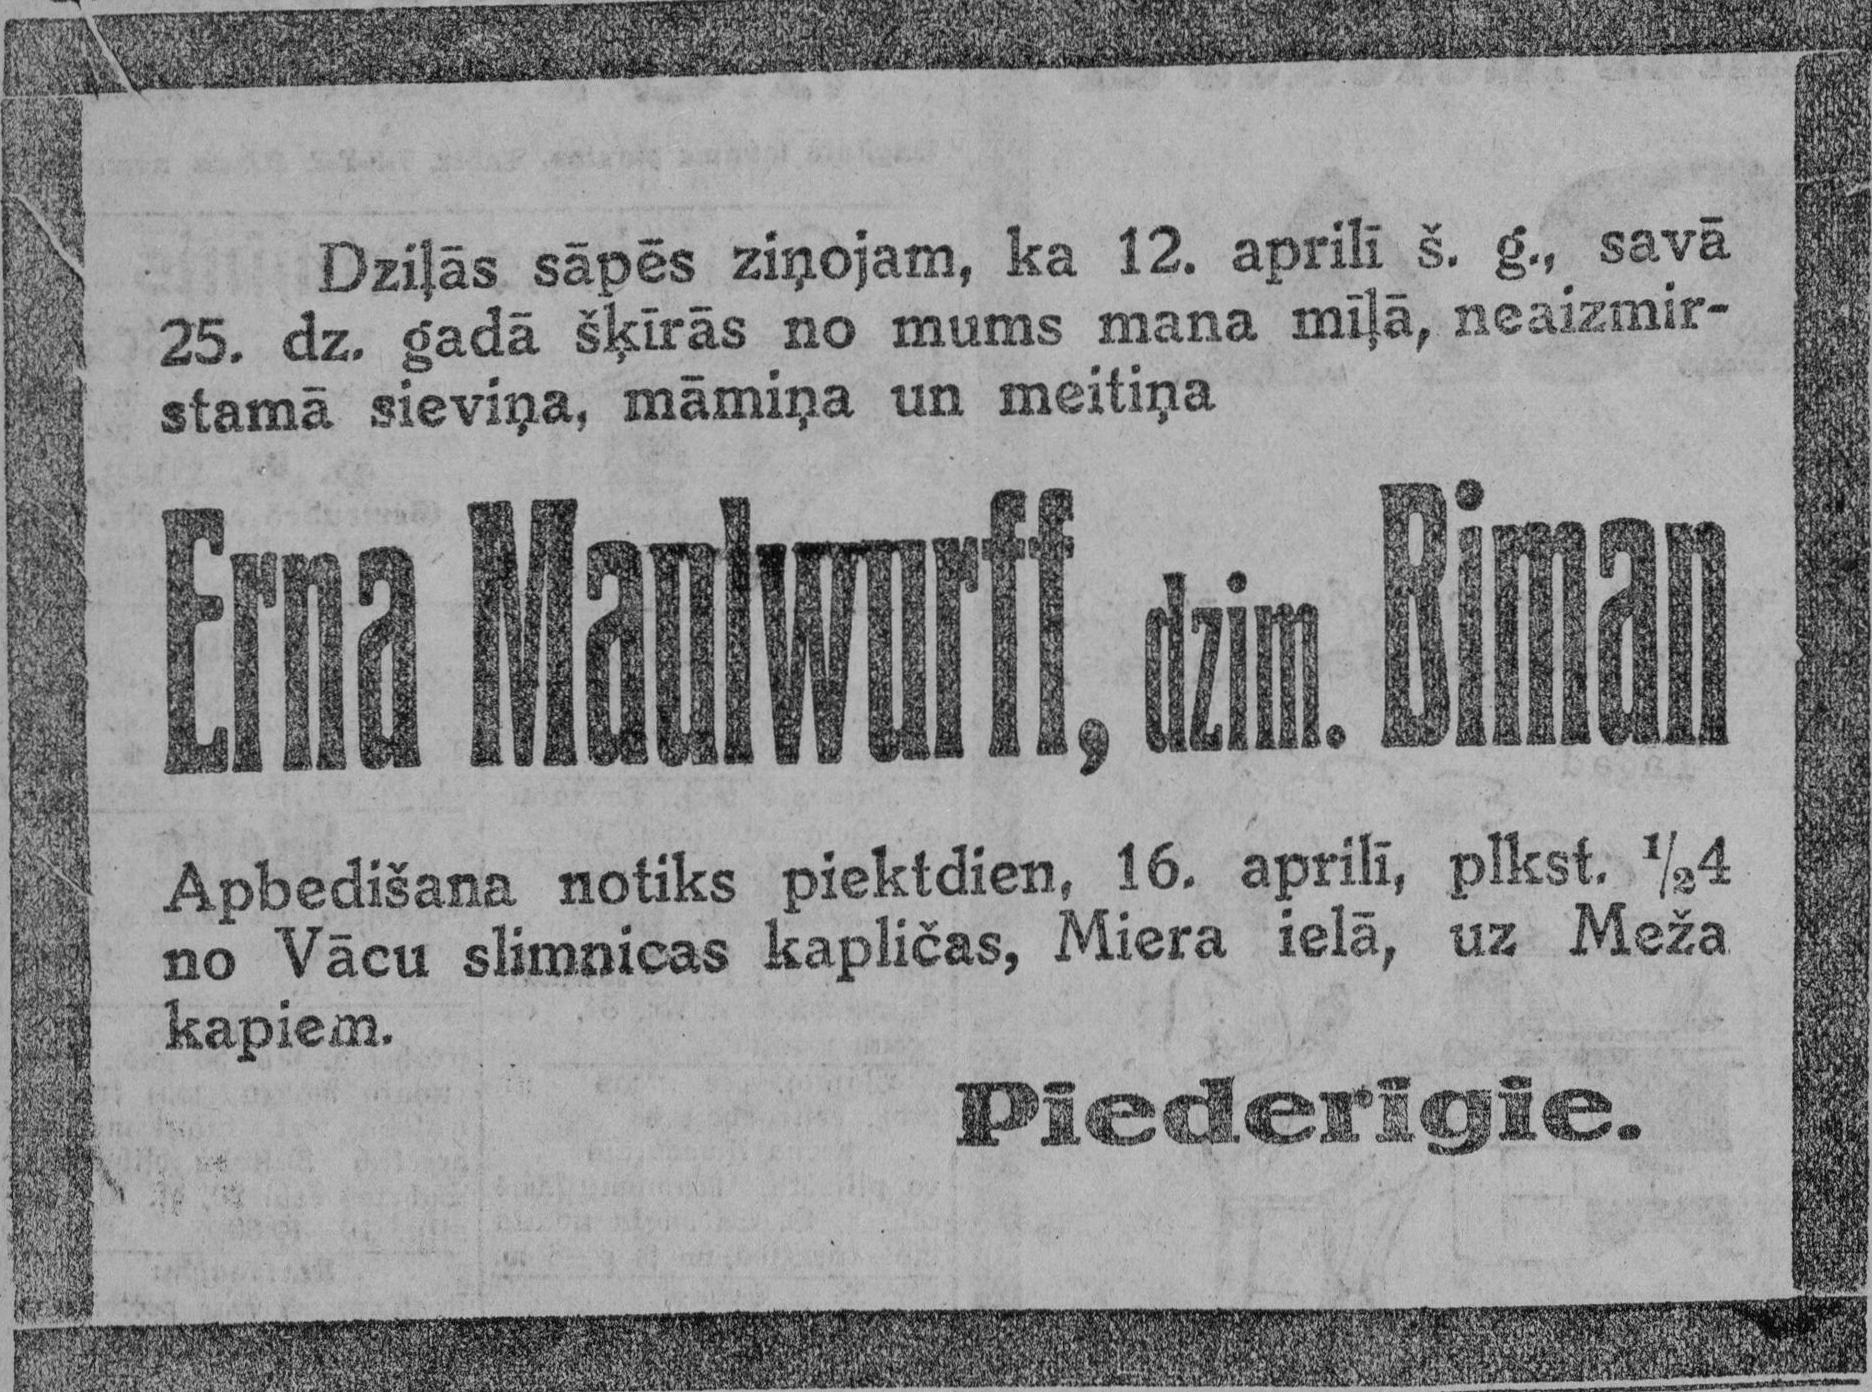 Dziļās sāpēs ziņojam, ka 12. aprilī š. g., savā
25. dz. gadā šķīrās no mums mana mīļā, neaizmir-
stamā sieviņa, māmiņa un meitiņa
Erna Maulwurff, dzim. Biman
Apbedišana notiks piektdien, 16. aprilī, plkst. ½4
no Vācu slimnicas kapličas, Miera ielā, uz Meža
kapiem.
Piederīgie.